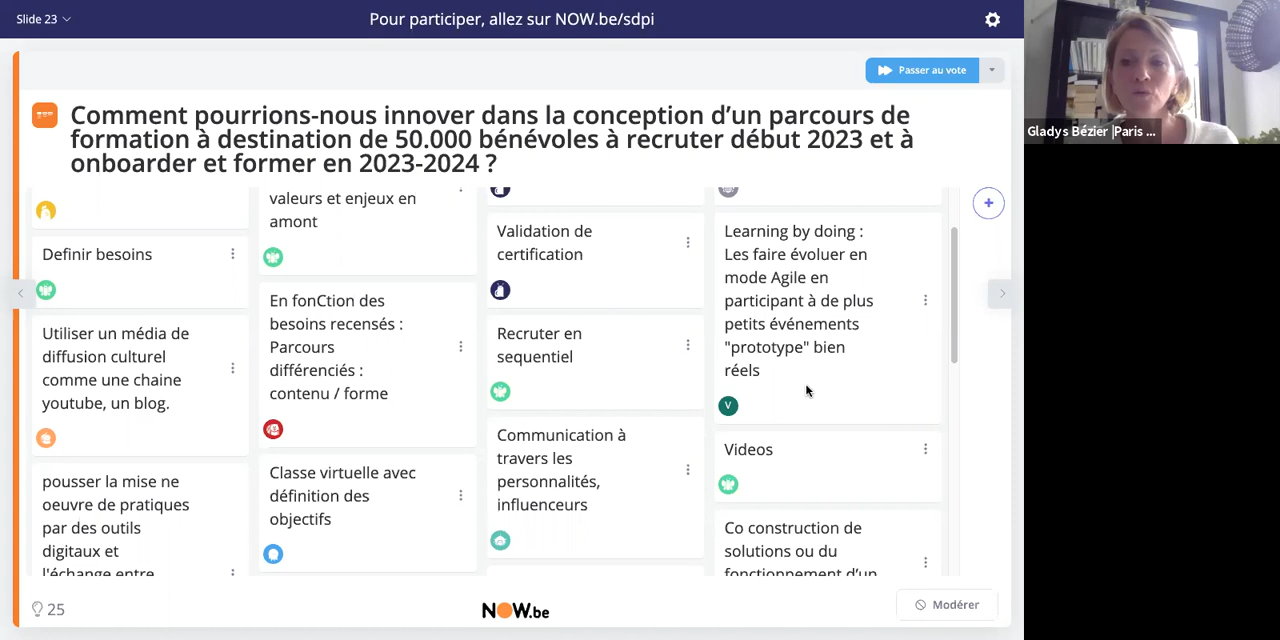 Slide 23
Pour participer, allez sur NOW.be/sdpi
Passer au vote
Comment pourrions-nous innover dans la conception d’un parcours de
formation à destination de 50.000 bénévoles à recruter début 2023 et à
onboarder et former en 2023-2024 ?
Definir besoins
Utiliser un média de
diffusion culturel
comme une chaine
youtube, un blog.
pousser la mise ne
oeuvre de pratiques
par des outils
digitaux et
l'échange entre
valeurs et enjeux en
amont
En fonCtion des
besoins recensés :
Parcours
différenciés :
contenu / forme
Classe virtuelle avec
définition des
objectifs
Validation de
certification
Recruter en
sequentiel
Communication à
travers les
personnalités,
influenceurs
Learning by doing :
Les faire évoluer en
mode Agile en
participant à de plus
petits événements
"prototype" bien
réels
V
Videos
Co construction de
solutions ou du
fonctionnement d’un
25
NOW.be
Modérer
Gladys Bézier |Paris ...